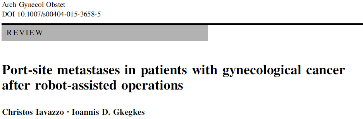 Arch Gynecol Obstet
DOI 10.1007/s00404-015-3658-5
REVIEW
Port-site metastases in patients with gynecological cancer
after robot-assisted operations
Christos Iavazzo · Ioannis D. Gkegkes